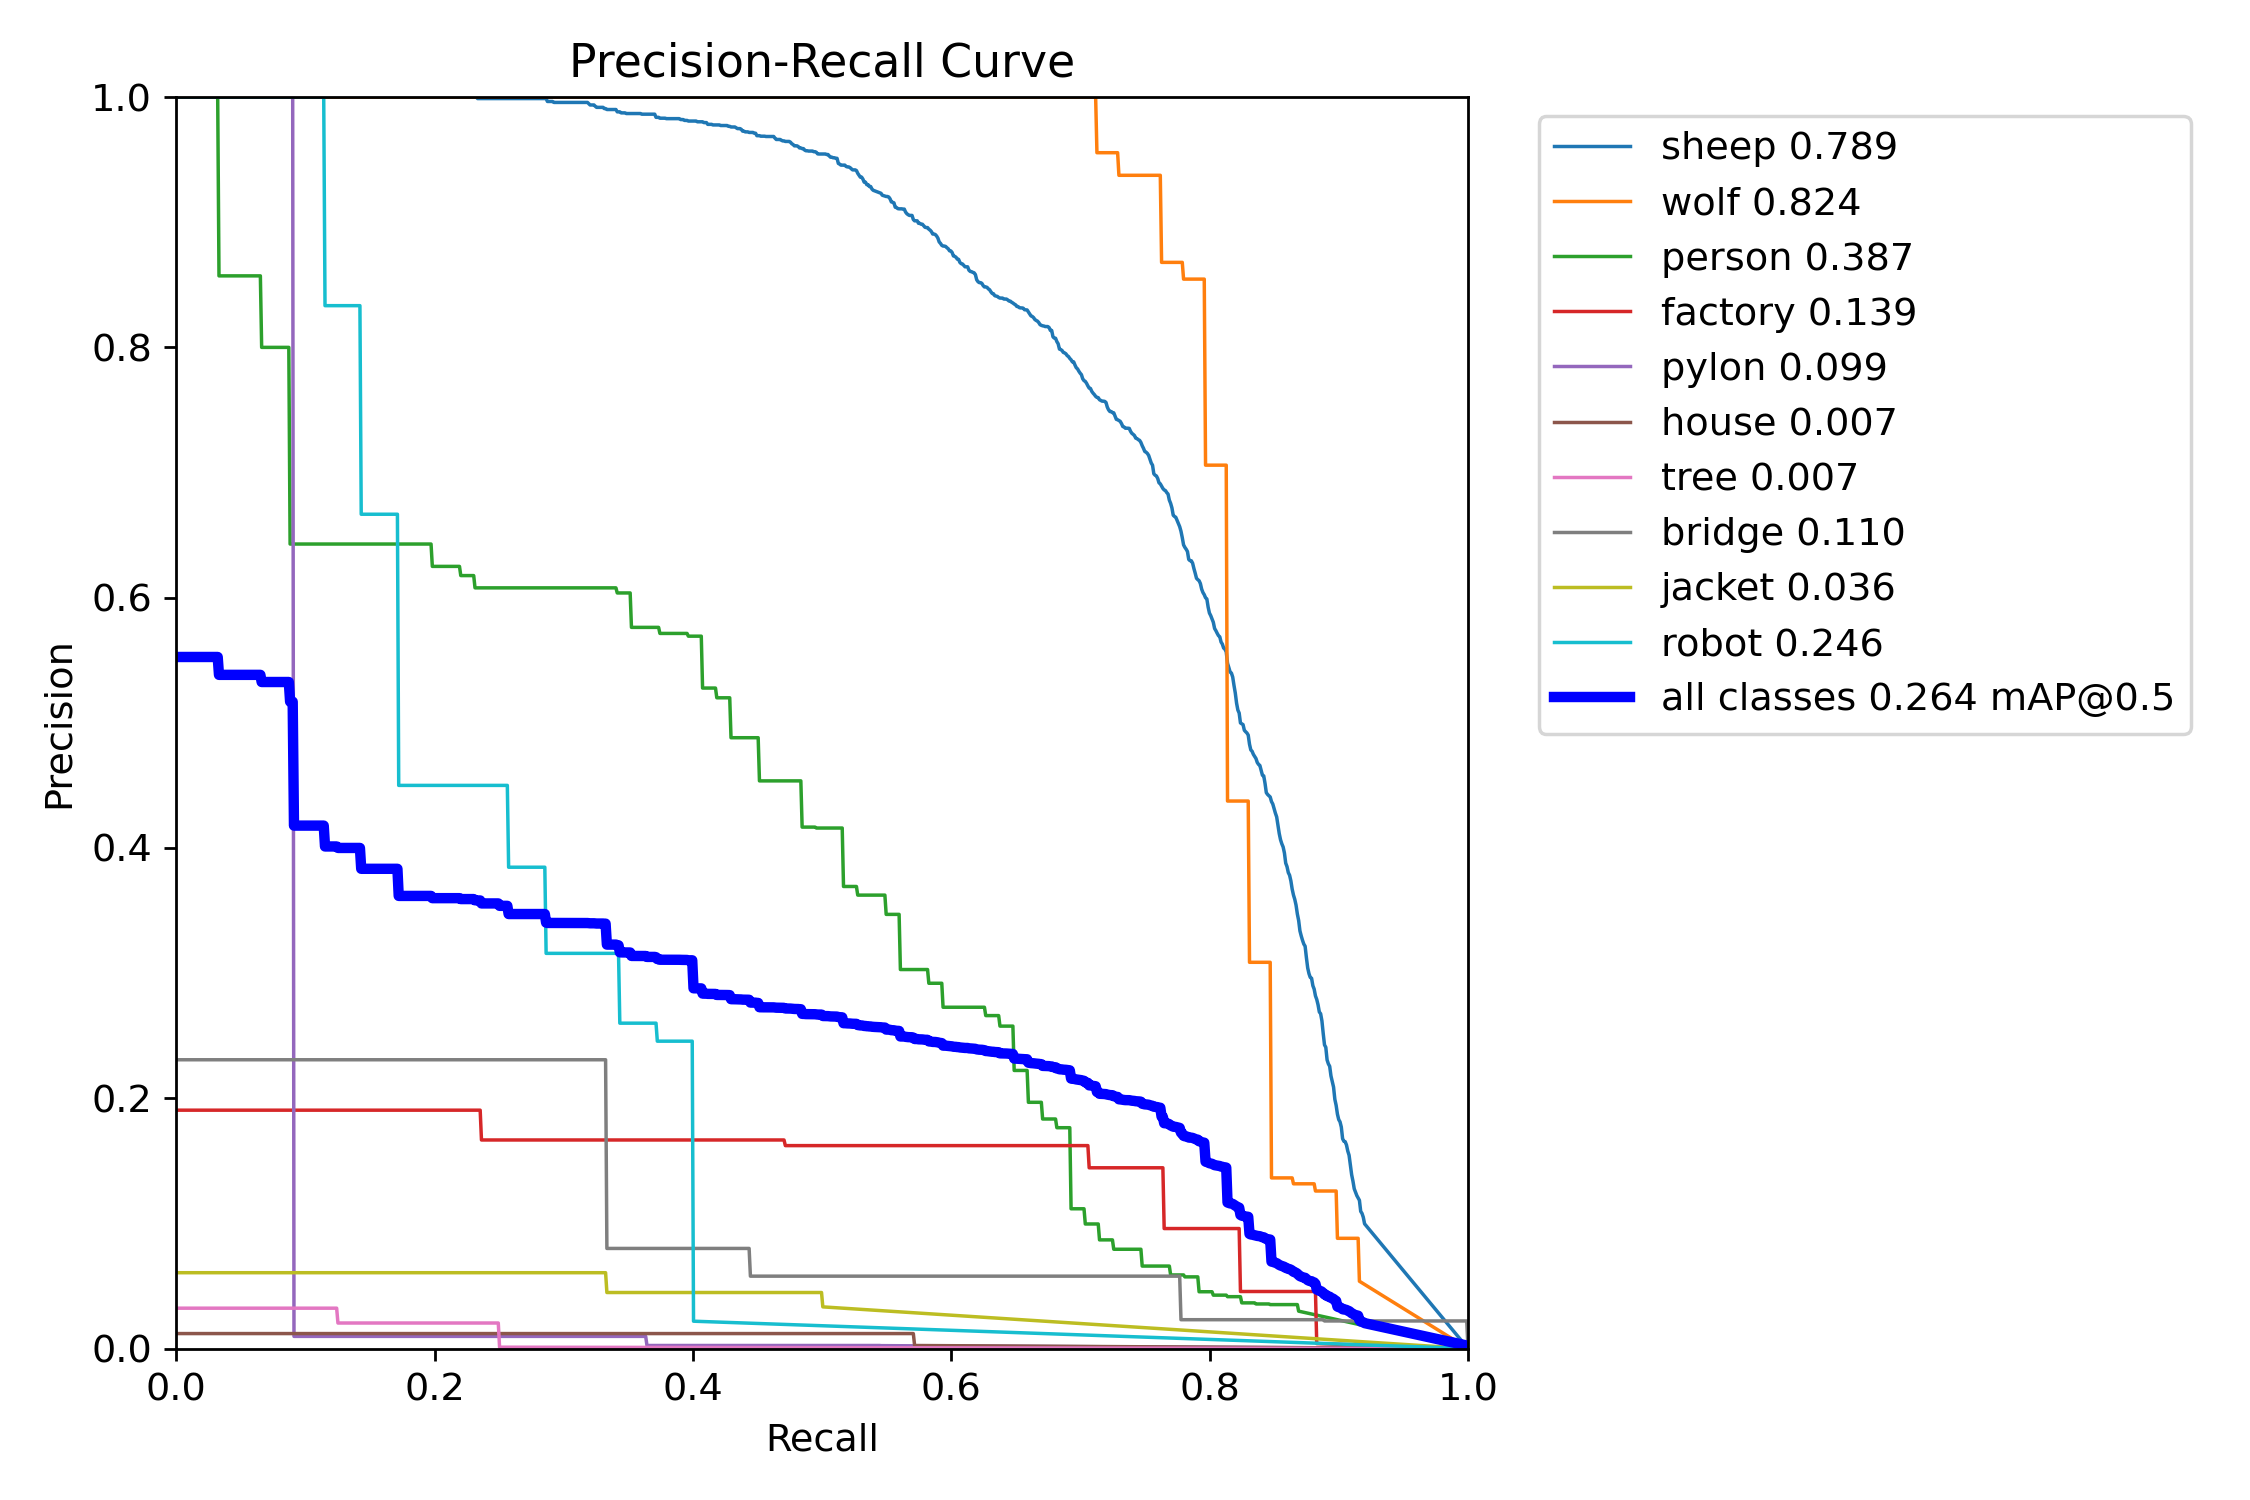 Precision-Recall Curve
1.0
0.8
0.6
0.4
0.2
0.0
Precision
0.0 0.2 0.4 0.6 0.8 1.0
Recall
sheep 0.789
wolf 0.824
person 0.387
factory 0.139
pylon 0.099
house 0.007
tree 0.007
bridge 0.110
jacket 0.036
robot 0.246
all classes 0.264 mAP@0.5